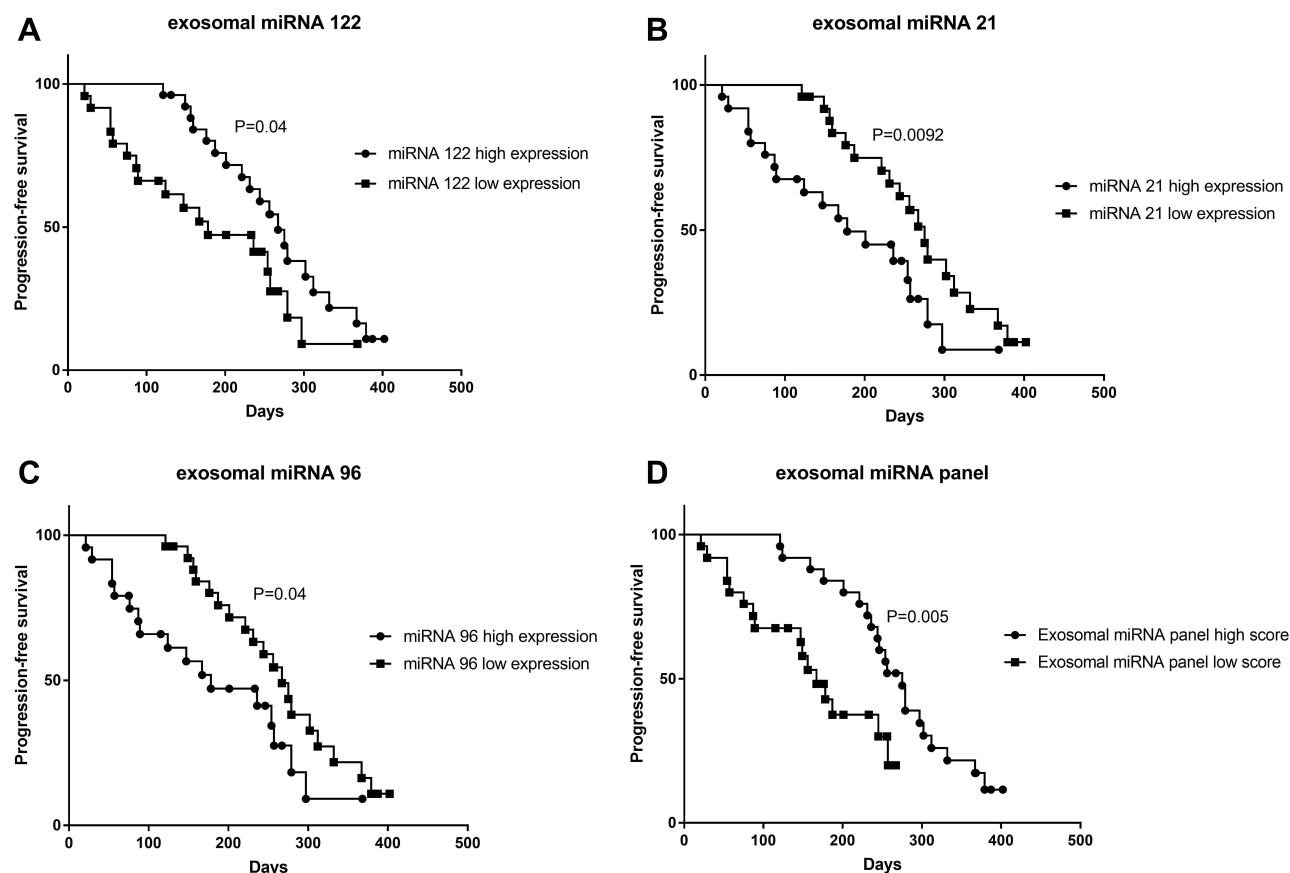 A
exosomal miRNA 122
Progression-free survival
100
50
0
P=0.04
miRNA 122 high expression
miRNA 122 low expression
0 100 200 300 400 500
Days
B
exosomal miRNA 21
Progression-free survival
100
50
0
P=0.0092
miRNA 21 high expression
miRNA 21 low expression
0 100 200 300 400 500
Days
C
exosomal miRNA 96
Progression-free survival
100
50
0
P=0.04
miRNA 96 high expression
miRNA 96 low expression
0 100 200 300 400 500
Days
D
exosomal miRNA panel
Progression-free survival
100
50
0
P=0.005
Exosomal miRNA panel high score
Exosomal miRNA panel low score
0 100 200 300 400 500
Days